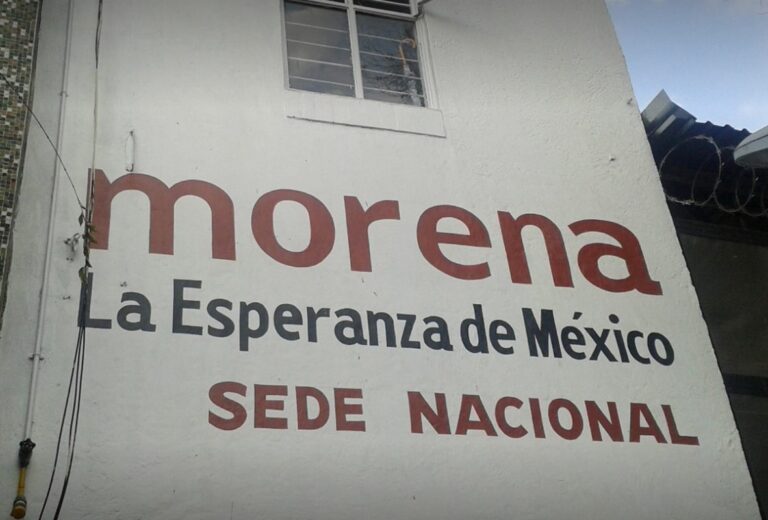 morena
La Esperanza de México
SEDE NACIONAL